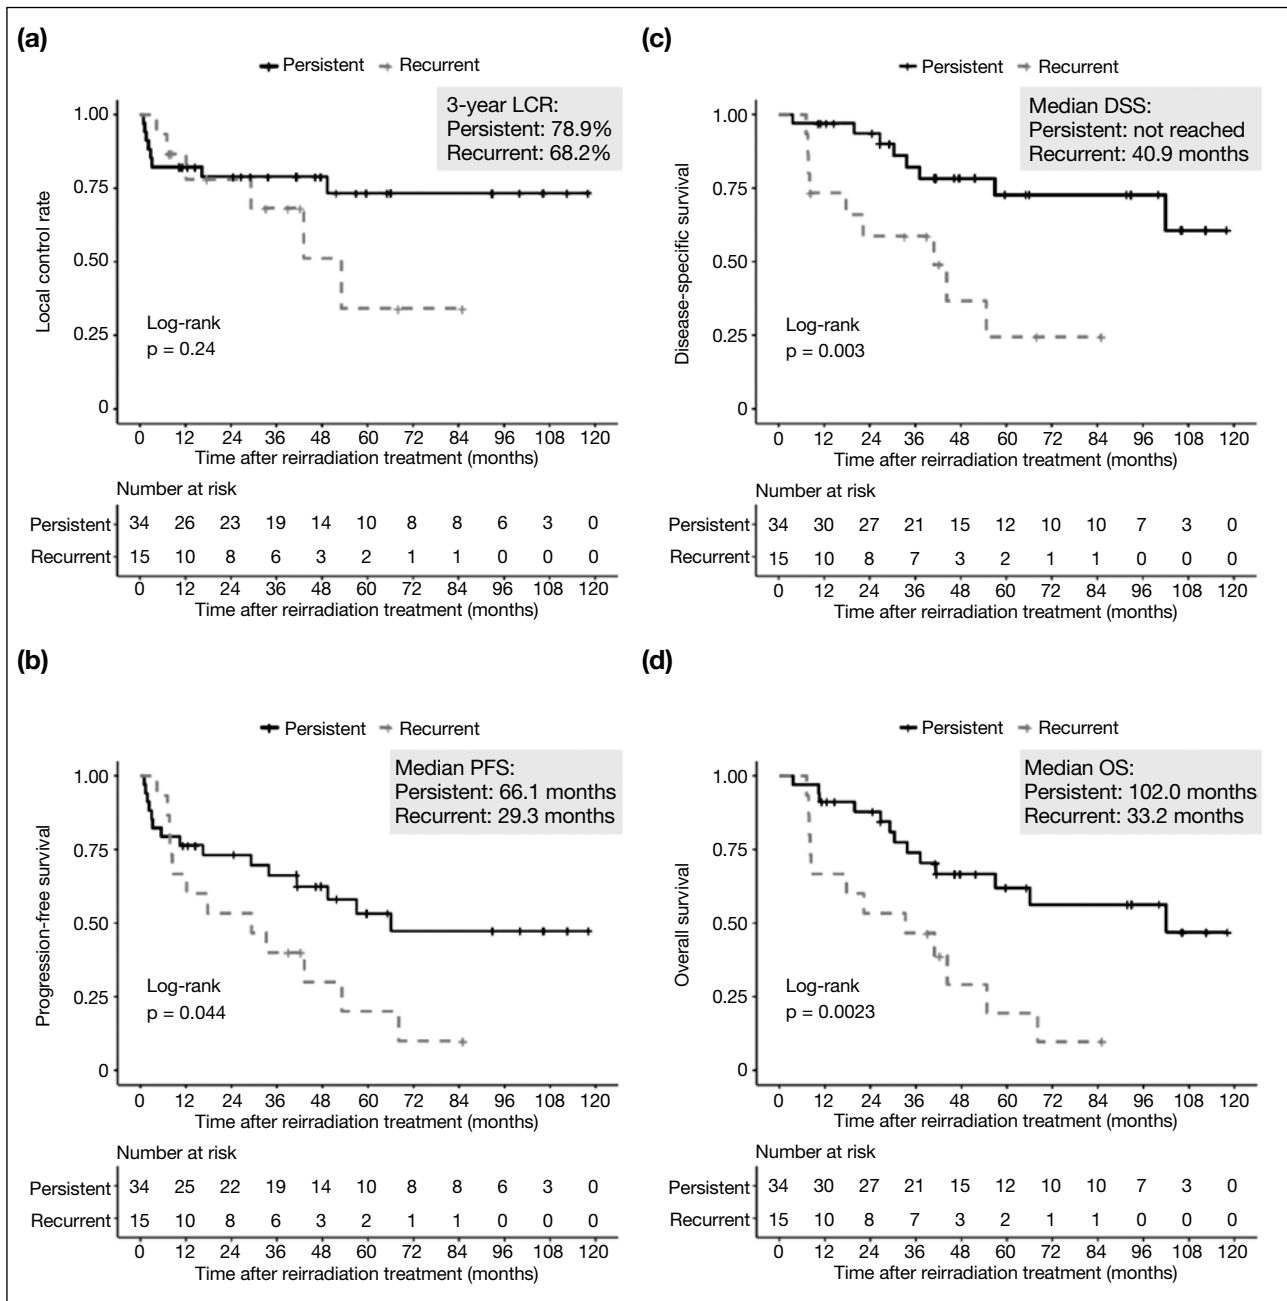 (a)
Persistent Recurrent
3-year LCR:
Persistent: 78.9%
Recurrent: 68.2%
1.00
0.75
0.50
0.25
0
Local control rate
Log-rank
p = 0.24
0 12 24 36 48 60 72 84 96 108 120
Time after reirradiation treatment (months)
Number at risk
Persistent 34 26 23 19 14 10 8 8 6 3 0
Recurrent 15 10 8 6 3 2 1 1 0 0 0
0 12 24 36 48 60 72 84 96 108 120
Time after reirradiation treatment (months)
(c)
Persistent Recurrent
Median DSS:
Persistent: not reached
Recurrent: 40.9 months
1.00
0.75
0.50
0.25
0
Disease-specific survival
Log-rank
p = 0.003
0 12 24 36 48 60 72 84 96 108 120
Time after reirradiation treatment (months)
Number at risk
Persistent 34 30 27 21 15 12 10 10 7 3 0
Recurrent 15 10 8 7 3 2 1 1 0 0 0
0 12 24 36 48 60 72 84 96 108 120
Time after reirradiation treatment (months)
(b)
Persistent Recurrent
Median PFS:
Persistent: 66.1 months
Recurrent: 29.3 months
1.00
0.75
0.50
0.25
0
Progression-free survival
Log-rank
p = 0.044
0 12 24 36 48 60 72 84 96 108 120
Time after reirradiation treatment (months)
Number at risk
Persistent 34 25 22 19 14 10 8 8 6 3 0
Recurrent 15 10 8 6 3 2 1 1 0 0 0
0 12 24 36 48 60 72 84 96 108 120
Time after reirradiation treatment (months)
(d)
Persistent Recurrent
Median OS:
Persistent: 102.0 months
Recurrent: 33.2 months
1.00
0.75
0.50
0.25
0
Overall survival
Log-rank
p = 0.0023
0 12 24 36 48 60 72 84 96 108 120
Time after reirradiation treatment (months)
Number at risk
Persistent 34 30 27 21 15 12 10 10 7 3 0
Recurrent 15 10 8 7 3 2 1 1 0 0 0
0 12 24 36 48 60 72 84 96 108 120
Time after reirradiation treatment (months)